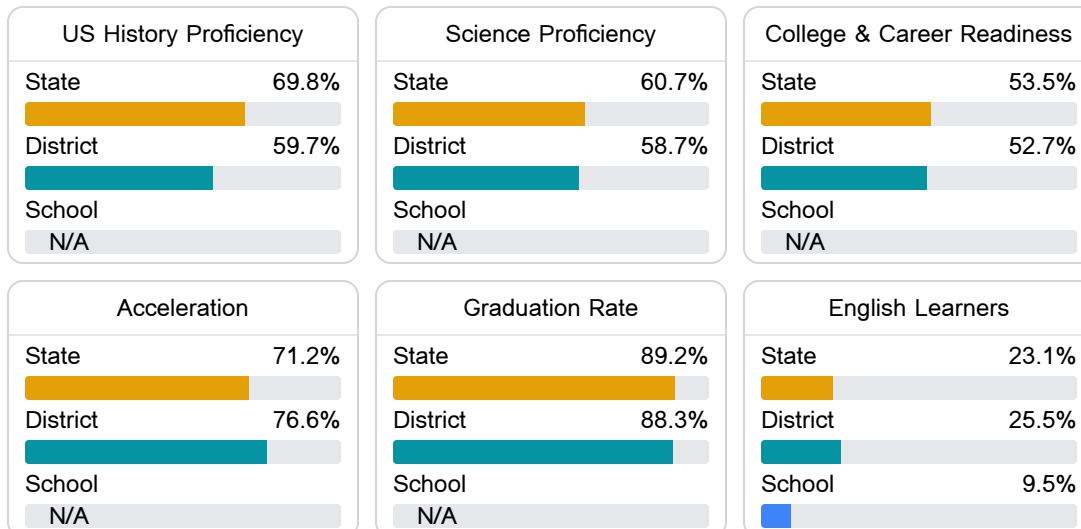 US History Proficiency
State 69.8%
District 59.7%
School
N/A
Science Proficiency
State 60.7%
District 58.7%
School
N/A
College & Career Readiness
State 53.5%
District 52.7%
School
N/A
Acceleration
State 71.2%
District 76.6%
School
N/A
Graduation Rate
State 89.2%
District 88.3%
School
N/A
English Learners
State 23.1%
District 25.5%
School 9.5%